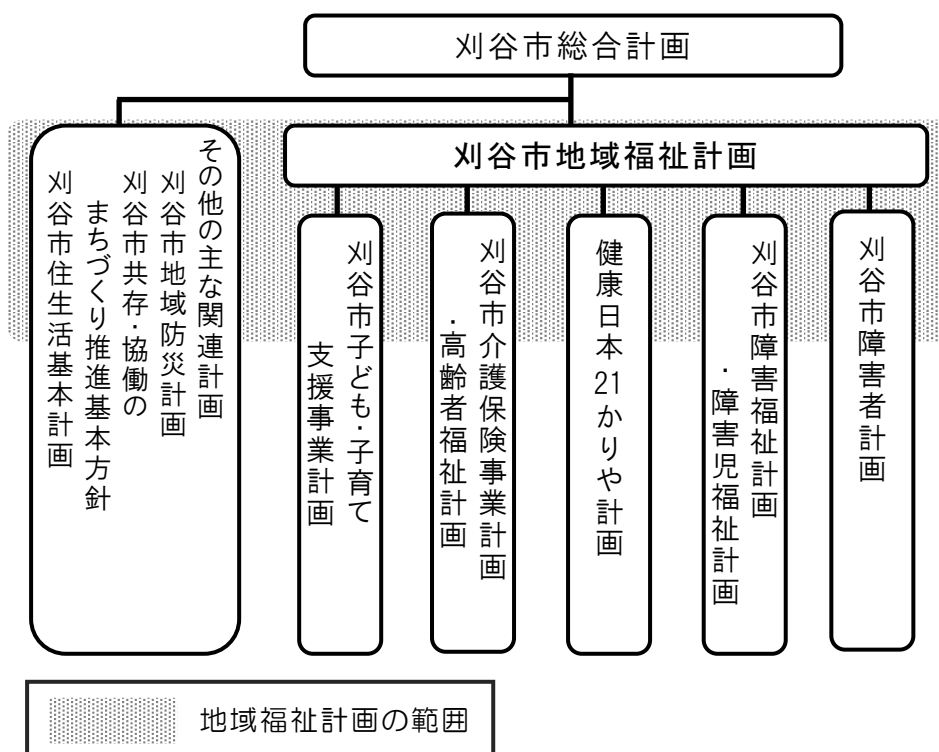 刈谷市総合計画
刈谷市地域福祉計画
その他の主な関連計画
刈谷市地域防災計画
刈谷市共存・協働の
まちづくり推進基本方針
刈谷市住生活基本計画
刈谷市障害者計画
刈谷市障害福祉計画
・障害児福祉計画
健康日本21かりや計画
刈谷市介護保険事業計画
・高齢者福祉計画
刈谷市子ども・子育て
支援事業計画
地域福祉計画の範囲